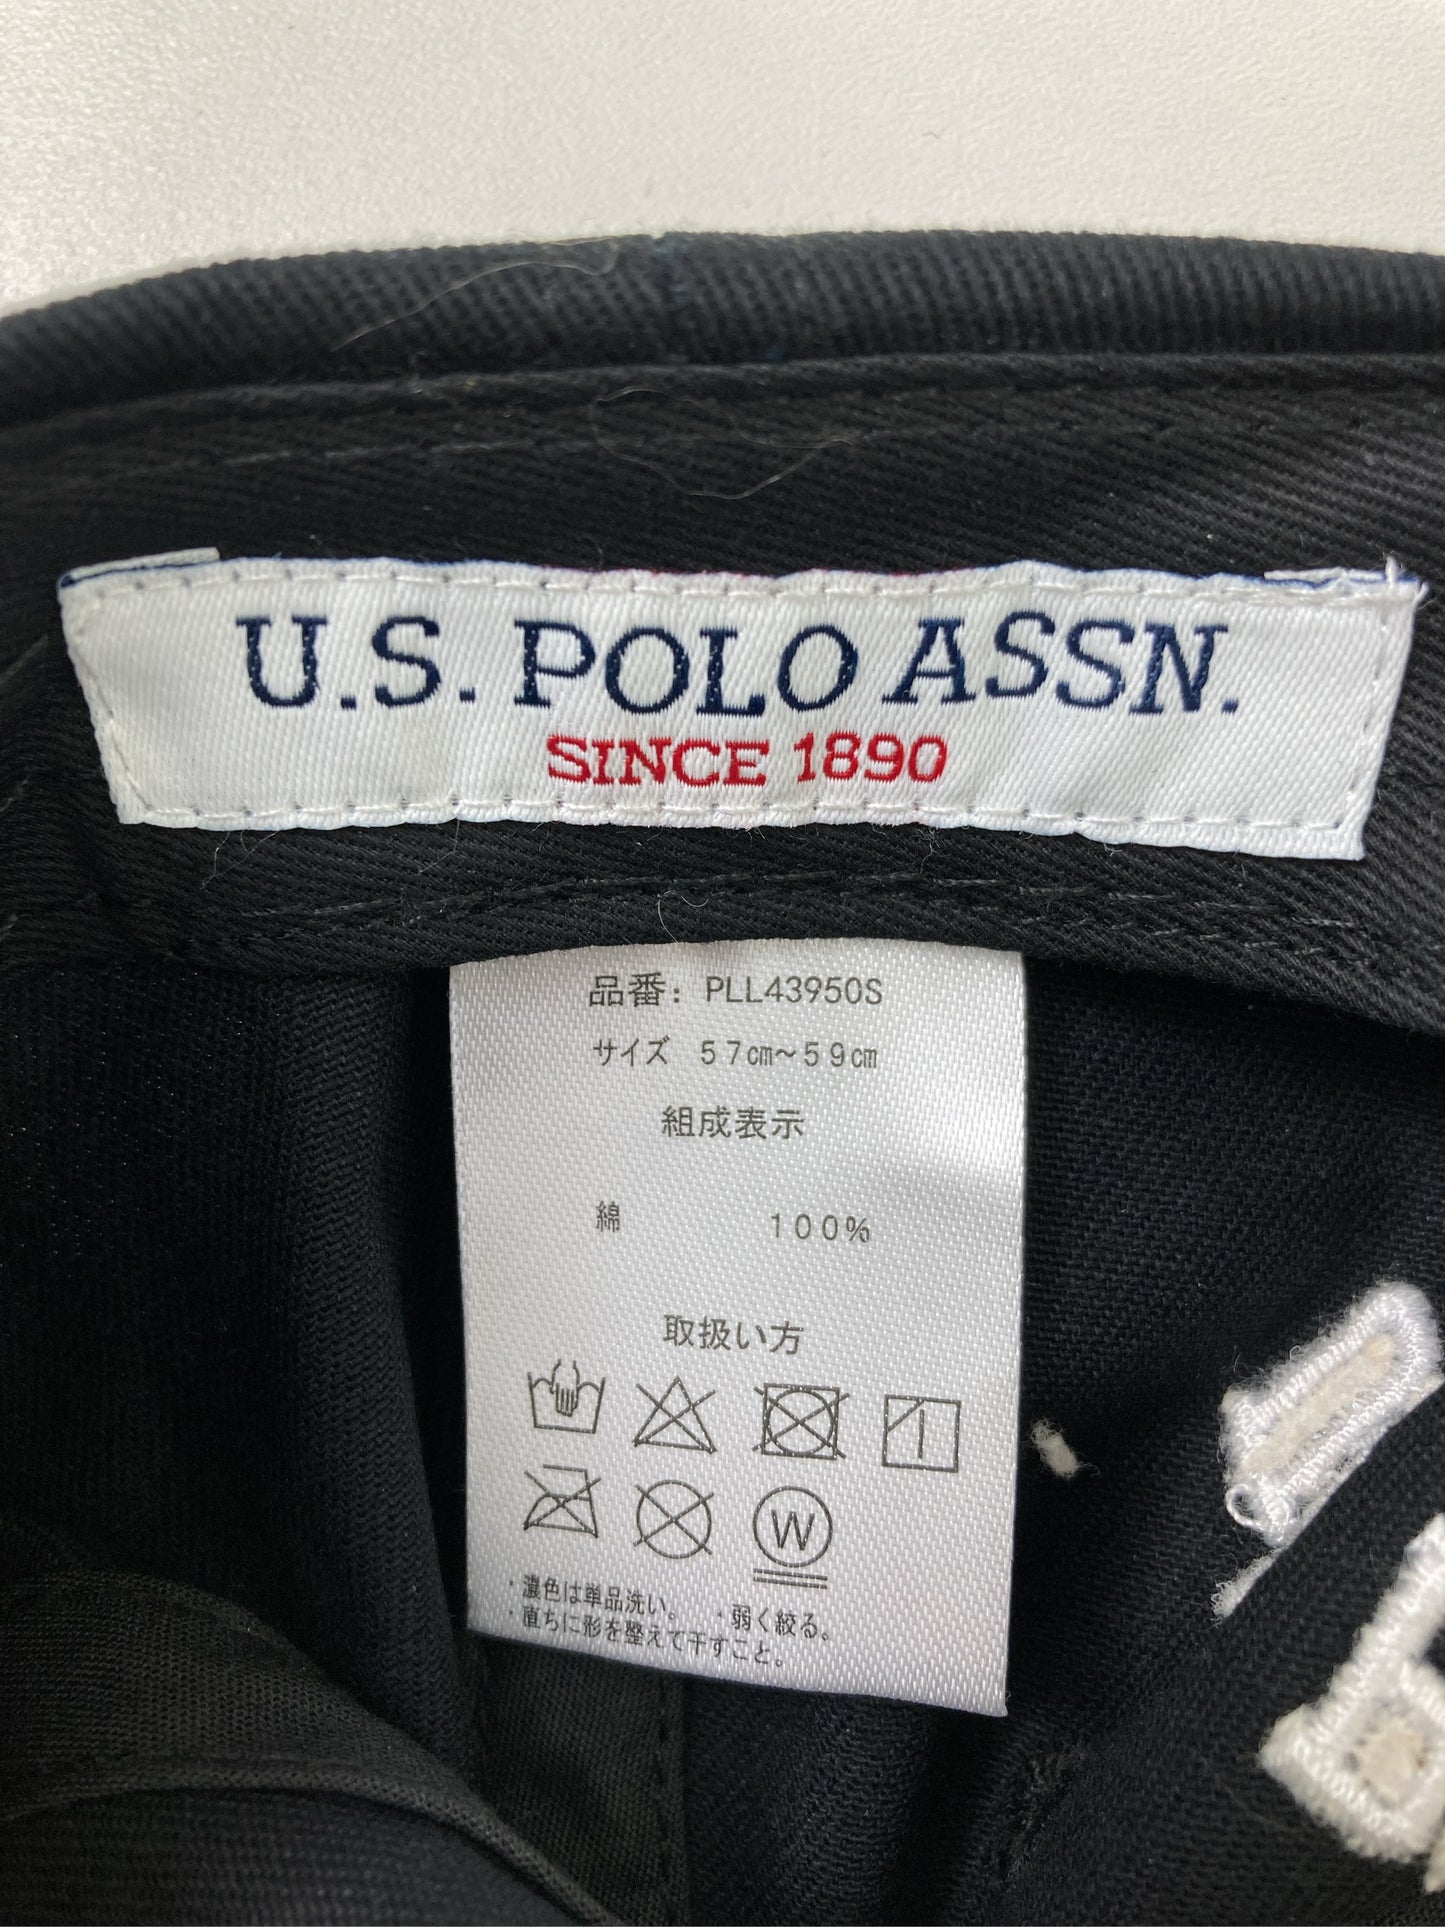 U.S. POLO ASSN.
SINCE 1890
品番: PLL43950S
サイズ 57㎝～59㎝
組成表示
綿 100%
取扱い方
W
・濃色は単品洗い。 ・弱く絞る。
・直ちに形を整えて干すこと。